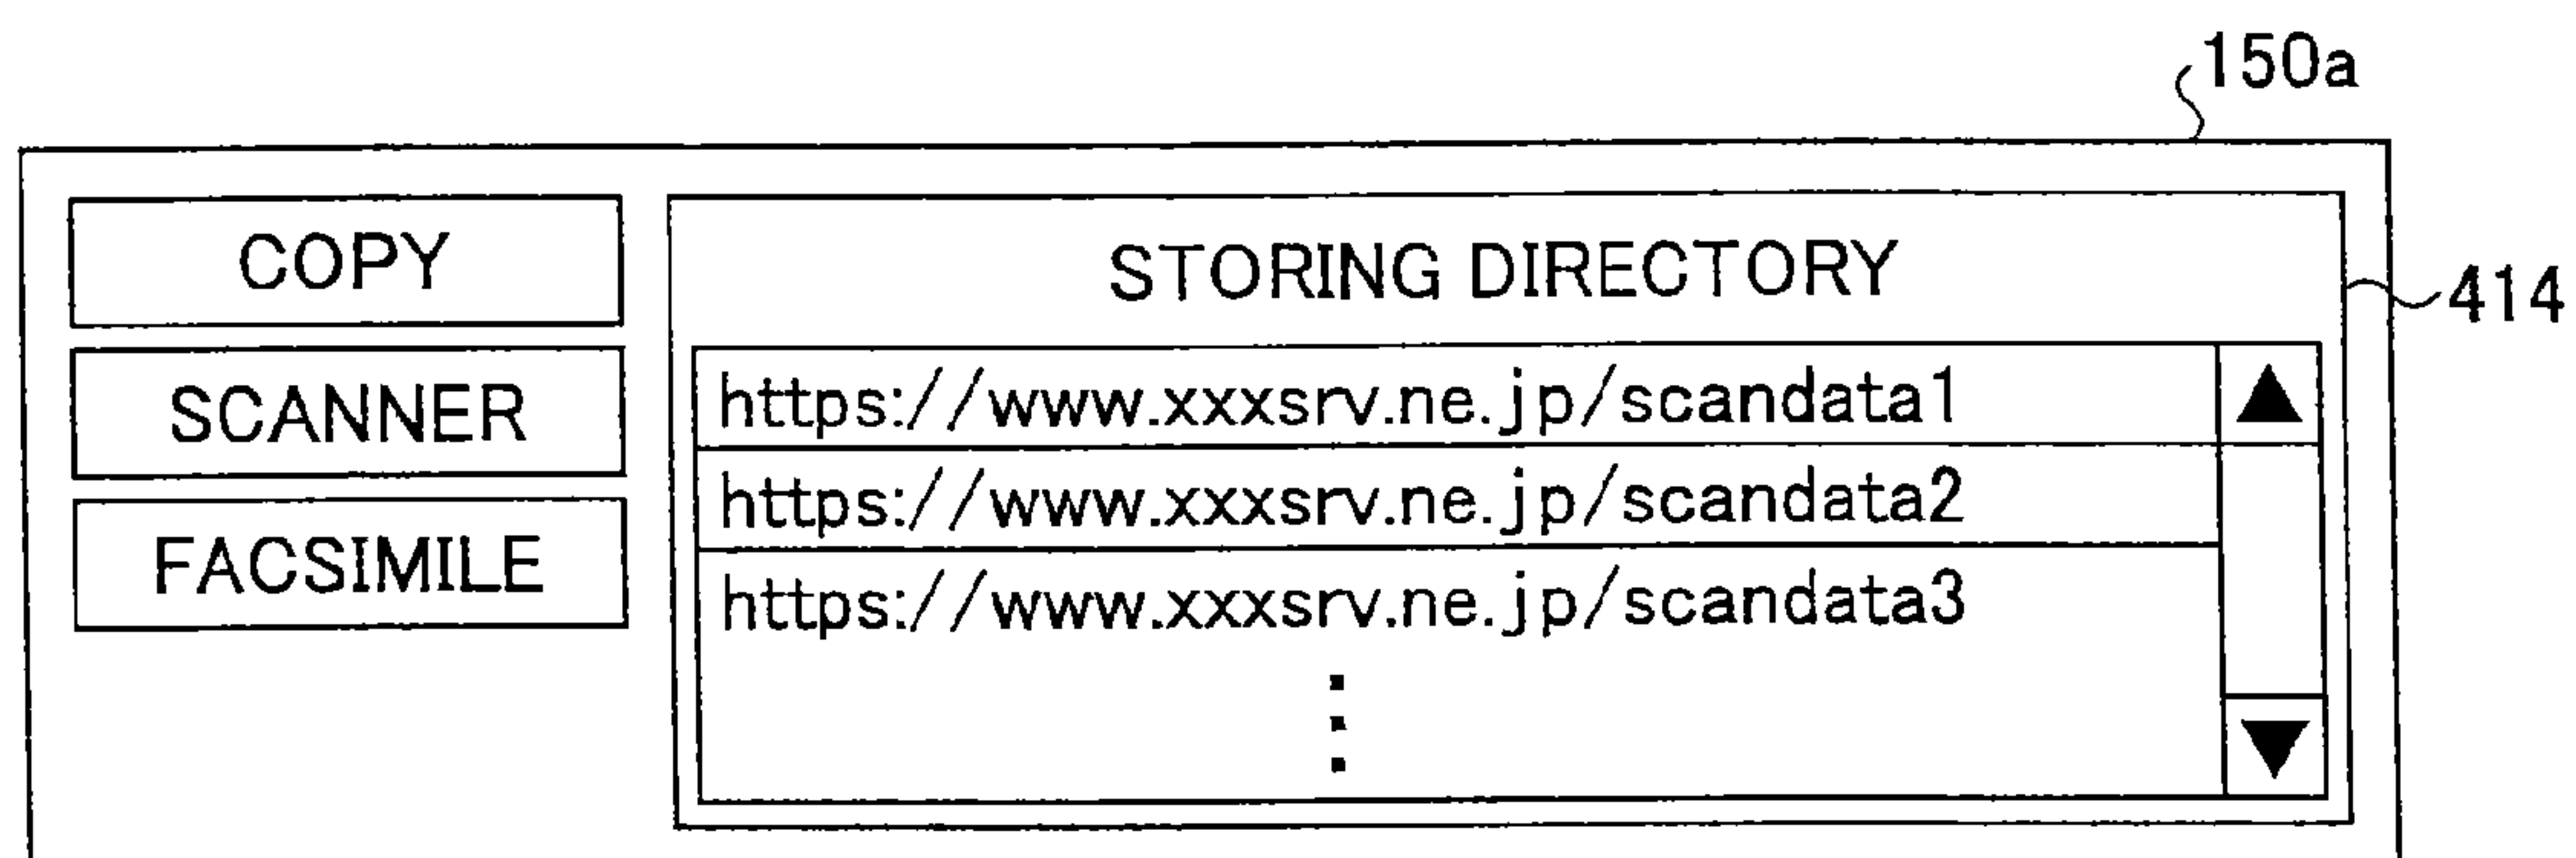 150a
COPY
SCANNER
FACSIMILE
STORING DIRECTORY
414
https://www.xxxsrv.ne.jp/scandata1
https://www.xxxsrv.ne.jp/scandata2
https://www.xxxsrv.ne.jp/scandata3